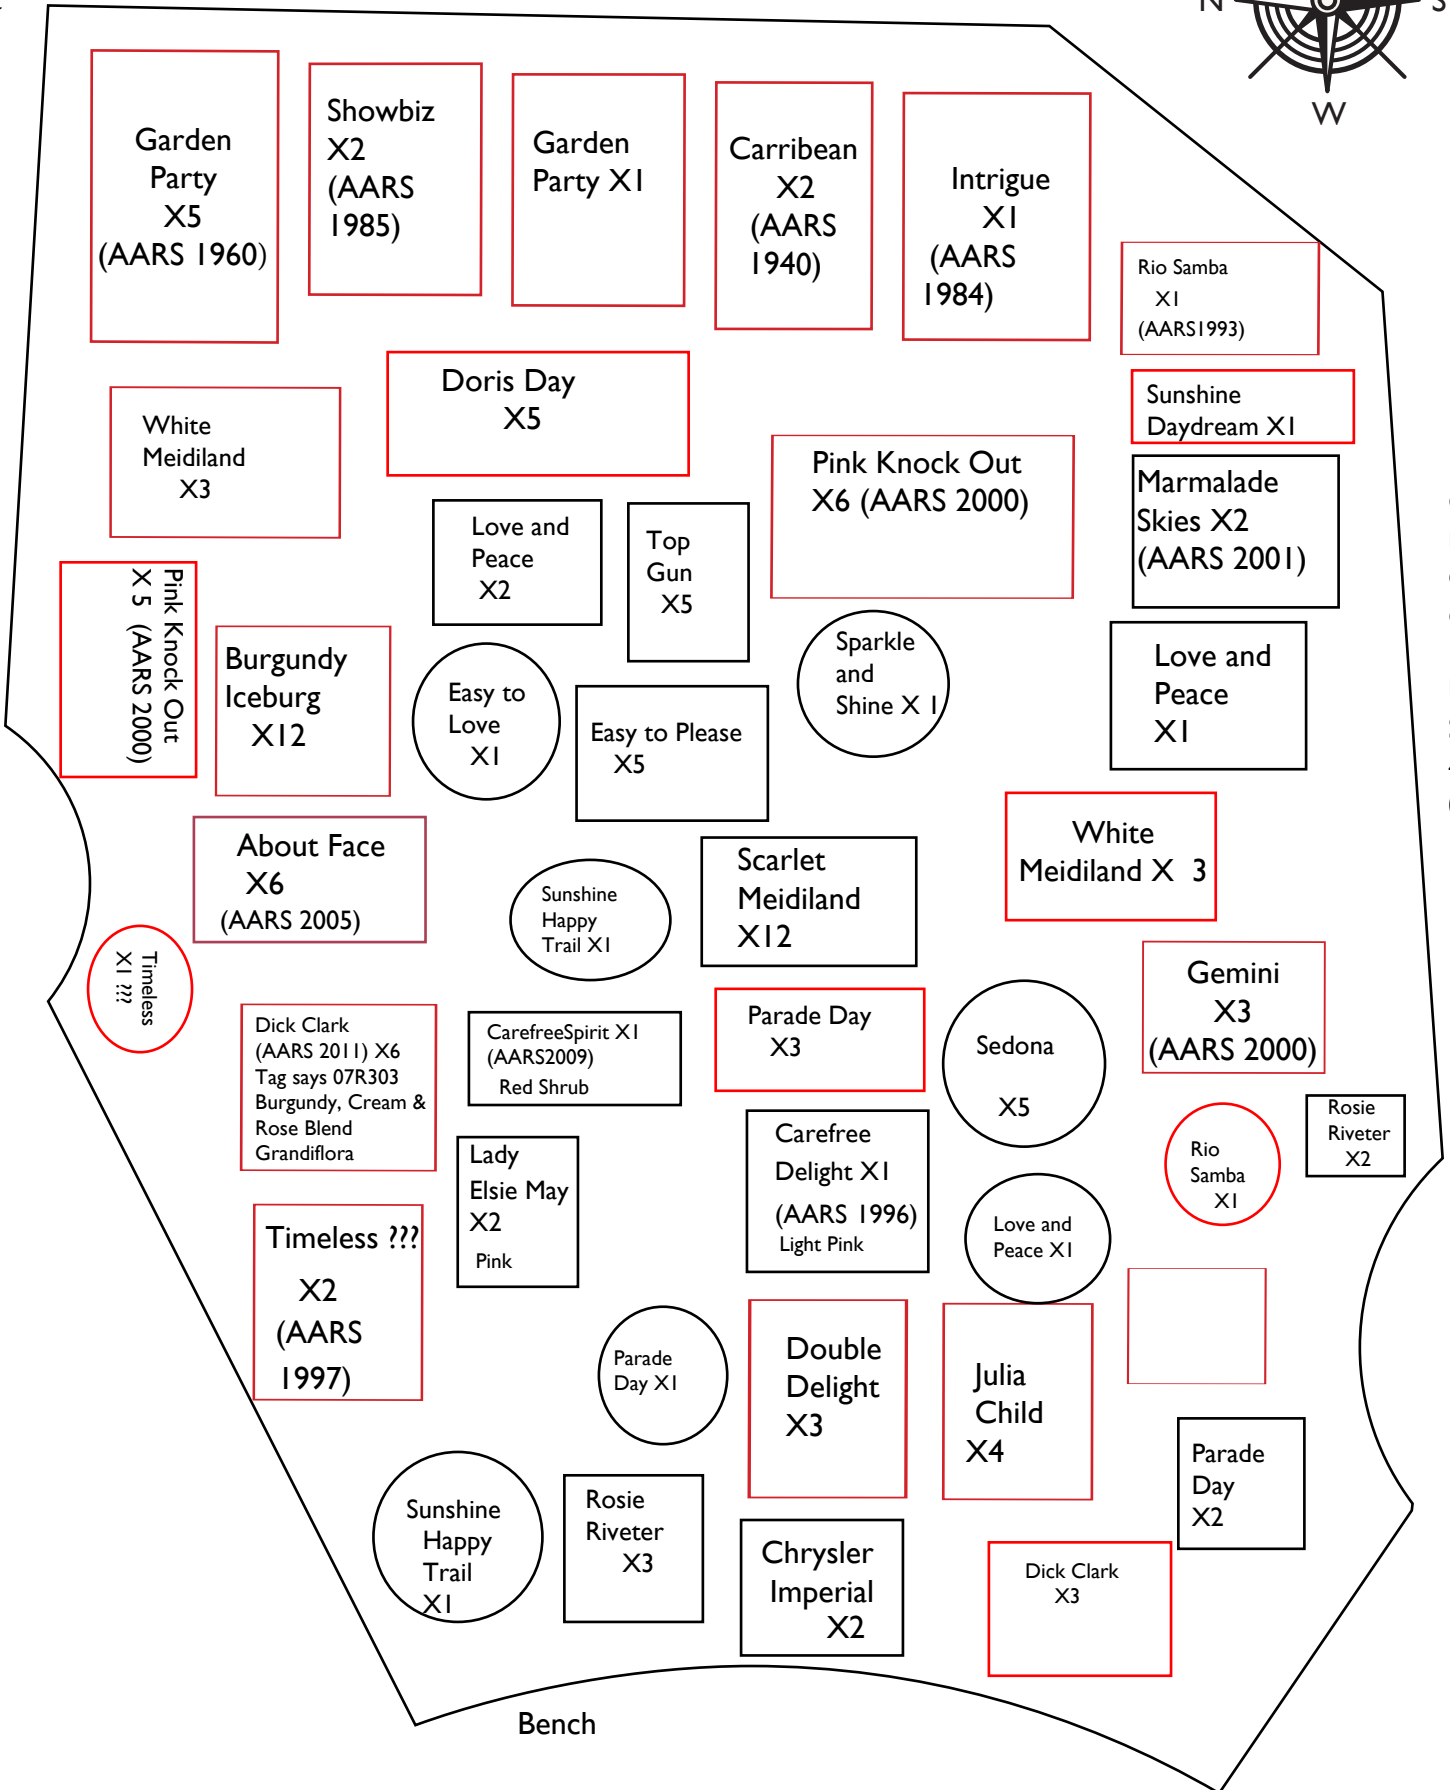 N
S
W
Garden
Party
X5
(AARS 1960)
Showbiz
X2
(AARS
1985)
Garden
Party X1
Carribean
X2
(AARS
1940)
Intrigue
X1
(AARS
1984)
Rio Samba
X1
(AARS1993)
White
Meidiland
X3
Doris Day
X5
Sunshine
Daydream X1
Pink Knock Out
X6 (AARS 2000)
Marmalade
Skies X2
(AARS 2001)
Love and
Peace
X2
Top
Gun
X5
Pink Knock Out
X 5 (AARS 2000)
Burgundy
Iceburg
X12
Easy to
Love
X1
Easy to Please
X5
Sparkle
and
Shine X 1
Love and
Peace
X1
About Face
X6
(AARS 2005)
Sunshine
Happy
Trail X1
Scarlet
Meidiland
X12
White
Meidiland X 3
Timeless
X1 ???
Dick Clark
(AARS 2011) X6
Tag says 07R303
Burgundy, Cream &
Rose Blend
Grandiflora
CarefreeSpirit X1
(AARS2009)
Red Shrub
Parade Day
X3
Sedona
X5
Gemini
X3
(AARS 2000)
Lady
Elsie May
X2
Pink
Carefree
Delight X1
(AARS 1996)
Light Pink
Love and
Peace X1
Rio
Samba
X1
Rosie
Riveter
X2
Timeless ???
X2
(AARS
1997)
Parade
Day X1
Double
Delight
X3
Julia
Child
X4
Parade
Day
X2
Sunshine
Happy
Trail
X1
Rosie
Riveter
X3
Chrysler
Imperial
X2
Dick Clark
X3
Bench